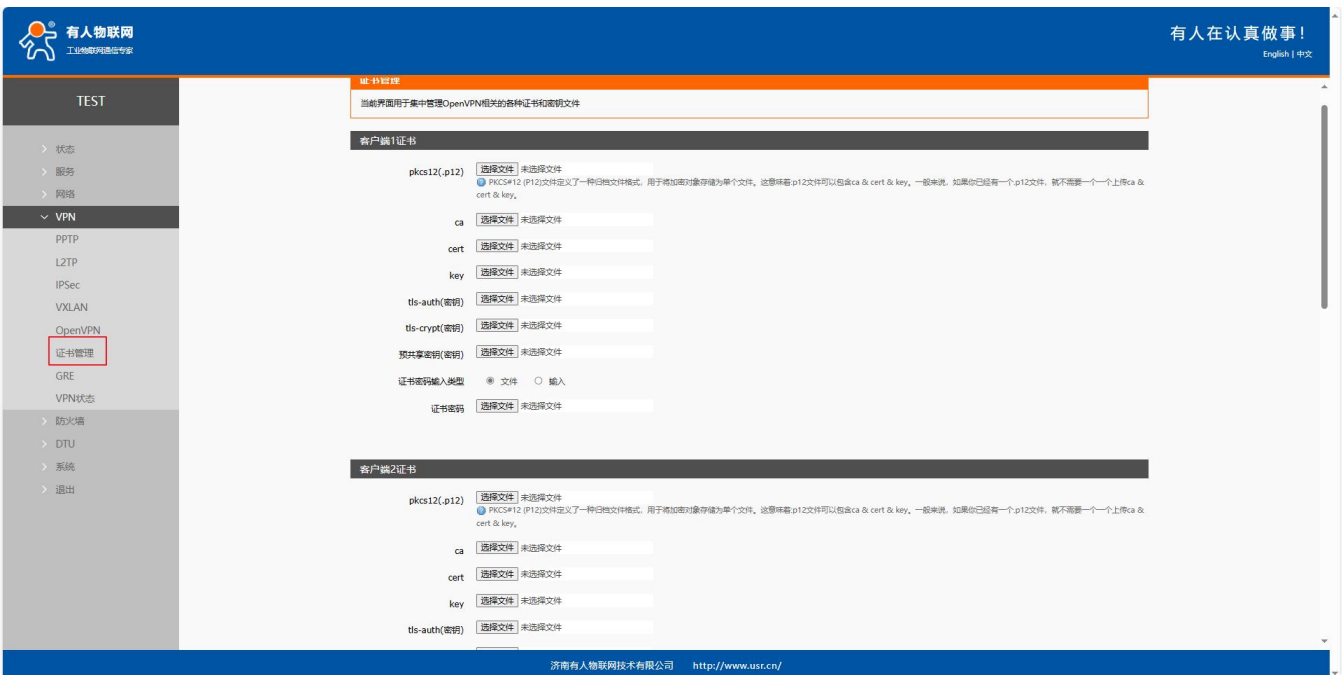 有人物联网
工业物联网通信专家
有人在认真做事!
English | 中文
TEST
状态
服务
网络
VPN
PPTP
L2TP
IPSec
VXLAN
OpenVPN
证书管理
GRE
VPN状态
防火墙
DTU
系统
退出
证书管理
当前界面用于集中管理OpenVPN相关的各种证书和密钥文件
客户端1证书
pkcs12(.p12) 选择文件 未选择文件
PKCS#12 (P12)文件定义了一种归档文件格式，用于将加密对象存储为单个文件。这意味着p12文件可以包含ca & cert & key。一般来说，如果你已经有一个.p12文件，就不需要一个一个上传ca &
cert & key。
ca 选择文件 未选择文件
cert 选择文件 未选择文件
key 选择文件 未选择文件
tls-auth(密钥) 选择文件 未选择文件
tls-crypt(密钥) 选择文件 未选择文件
预共享密钥(密钥) 选择文件 未选择文件
证书密码输入类型 文件 输入
证书密码 选择文件 未选择文件
客户端2证书
pkcs12(.p12) 选择文件 未选择文件
PKCS#12 (P12)文件定义了一种归档文件格式，用于将加密对象存储为单个文件。这意味着p12文件可以包含ca & cert & key。一般来说，如果你已经有一个.p12文件，就不需要一个一个上传ca &
cert & key。
ca 选择文件 未选择文件
cert 选择文件 未选择文件
key 选择文件 未选择文件
tls-auth(密钥) 选择文件 未选择文件
济南有人物联网技术有限公司 http://www.usr.cn/